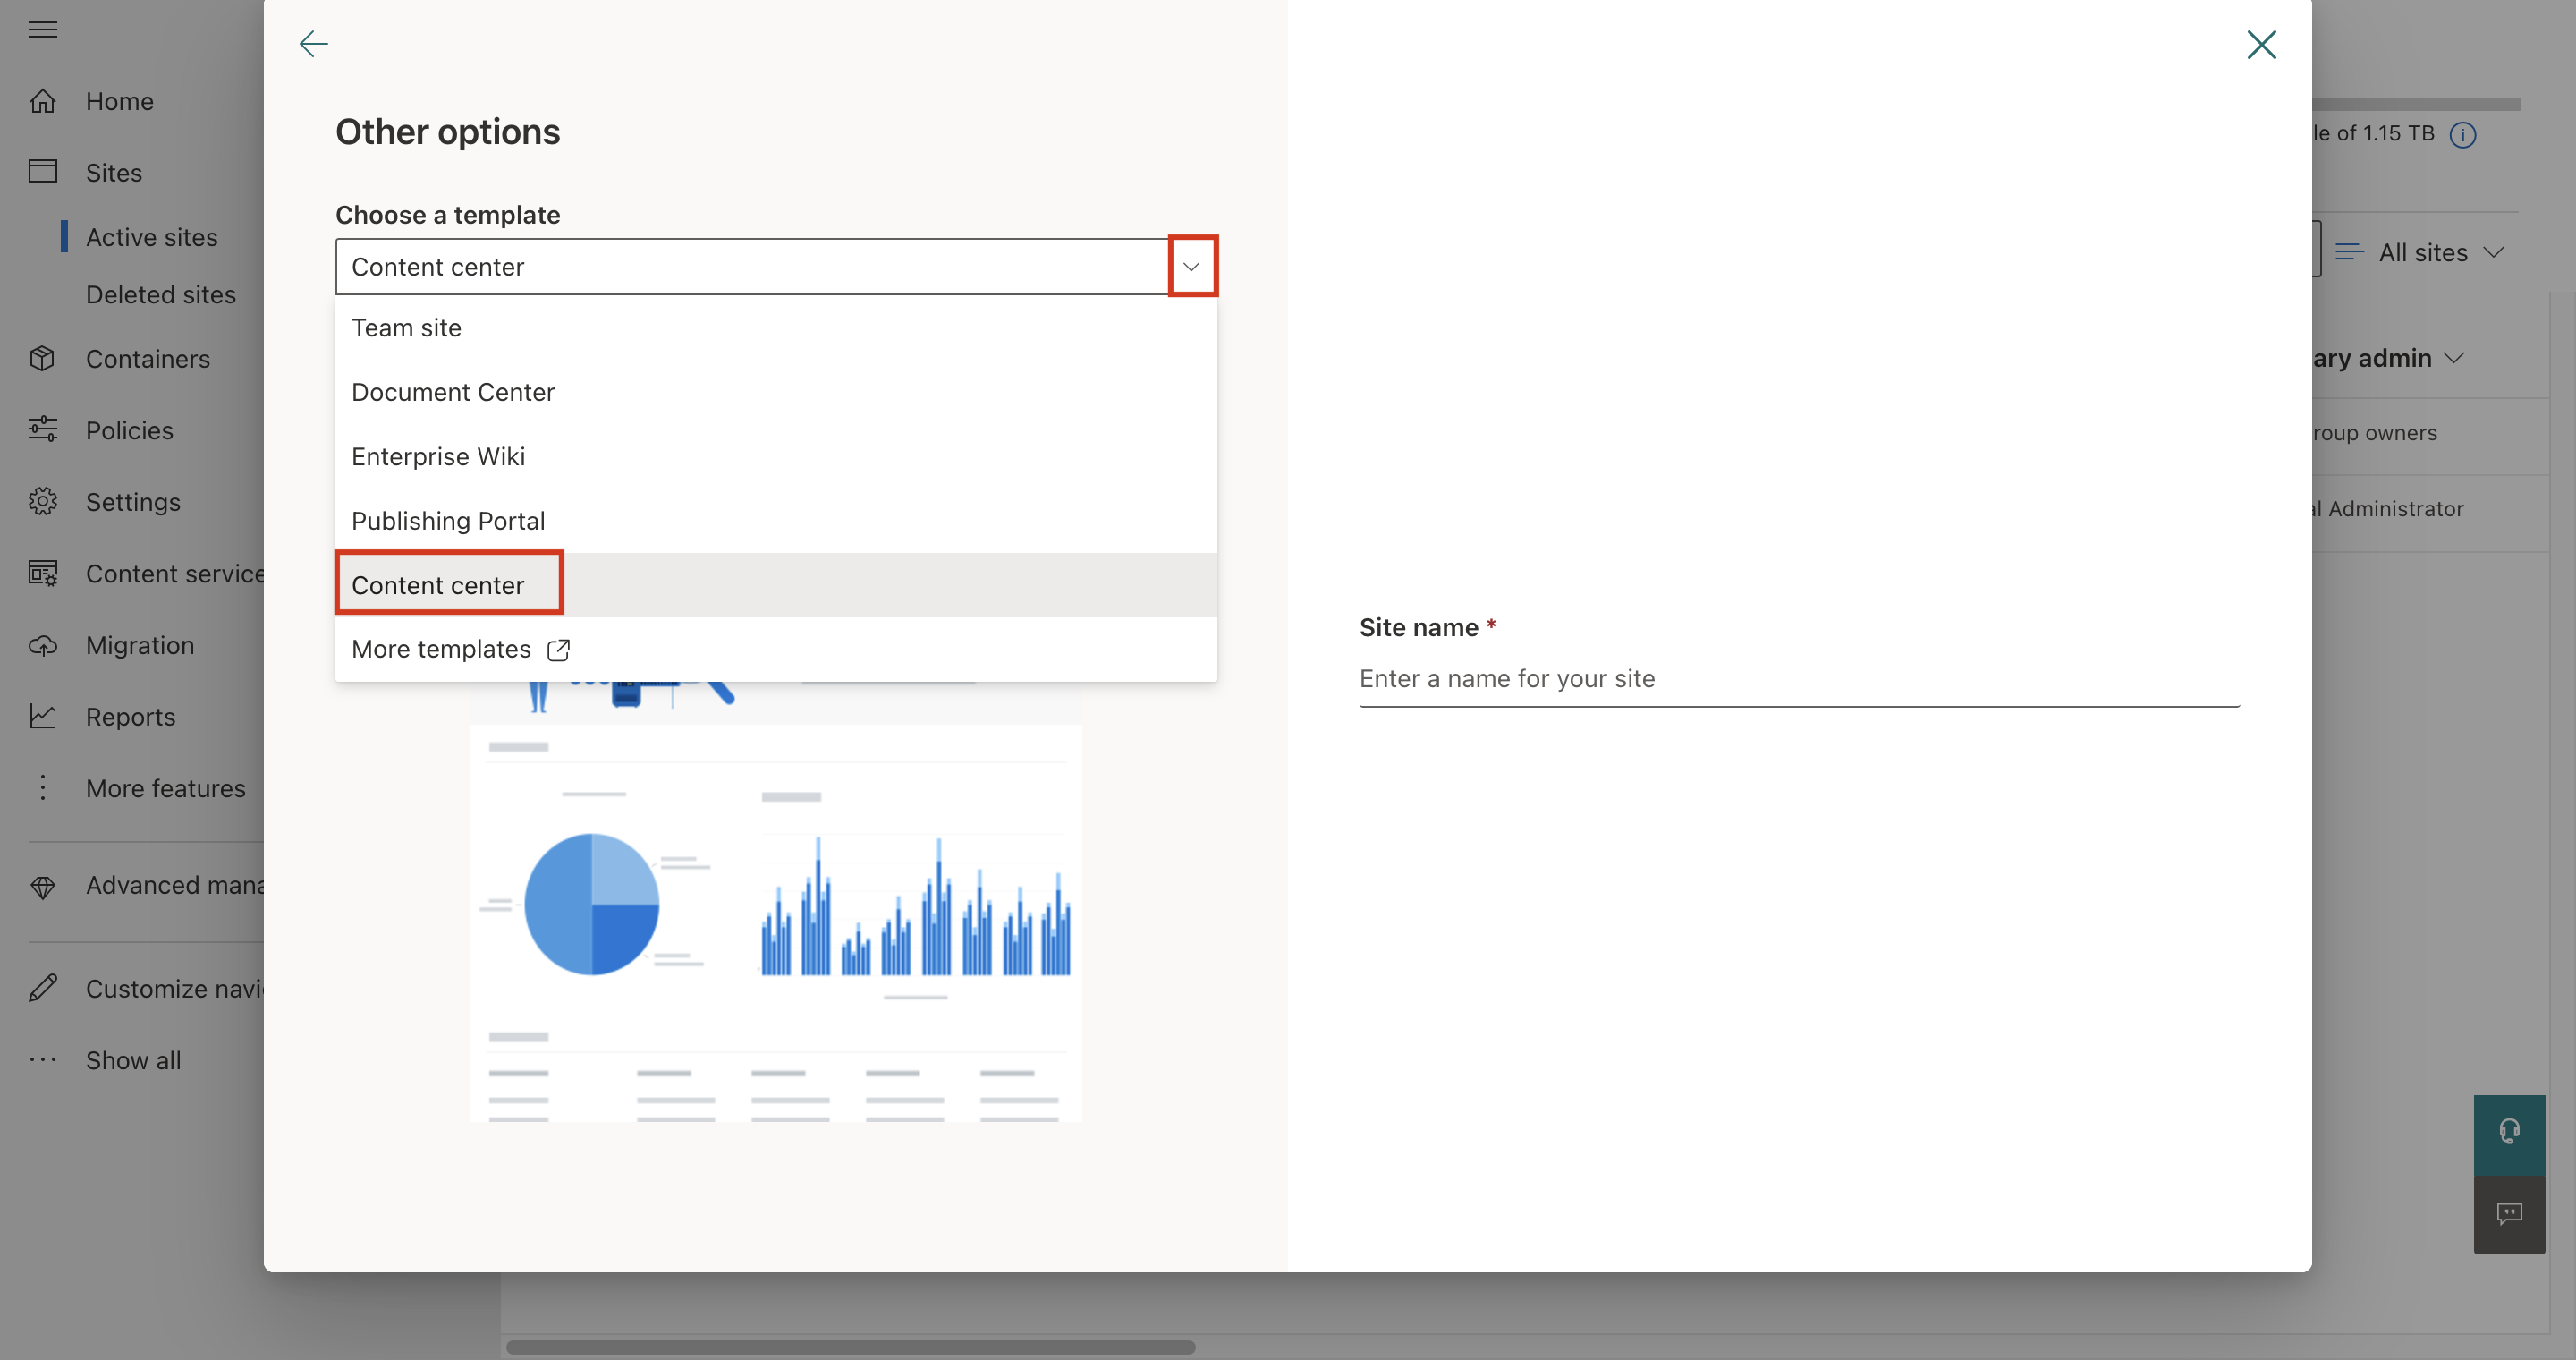 Home
Sites
Active sites
Deleted sites
Containers
Policies
Settings
Content service
Migration
Reports
More features
Advanced mana
Customize navi
Show all
Other options
Choose a template
Content center
Team site
Document Center
Enterprise Wiki
Publishing Portal
Content center
More templates
Site name *
Enter a name for your site
le of 1.15 TB
All sites
ary admin
roup owners
al Administrator